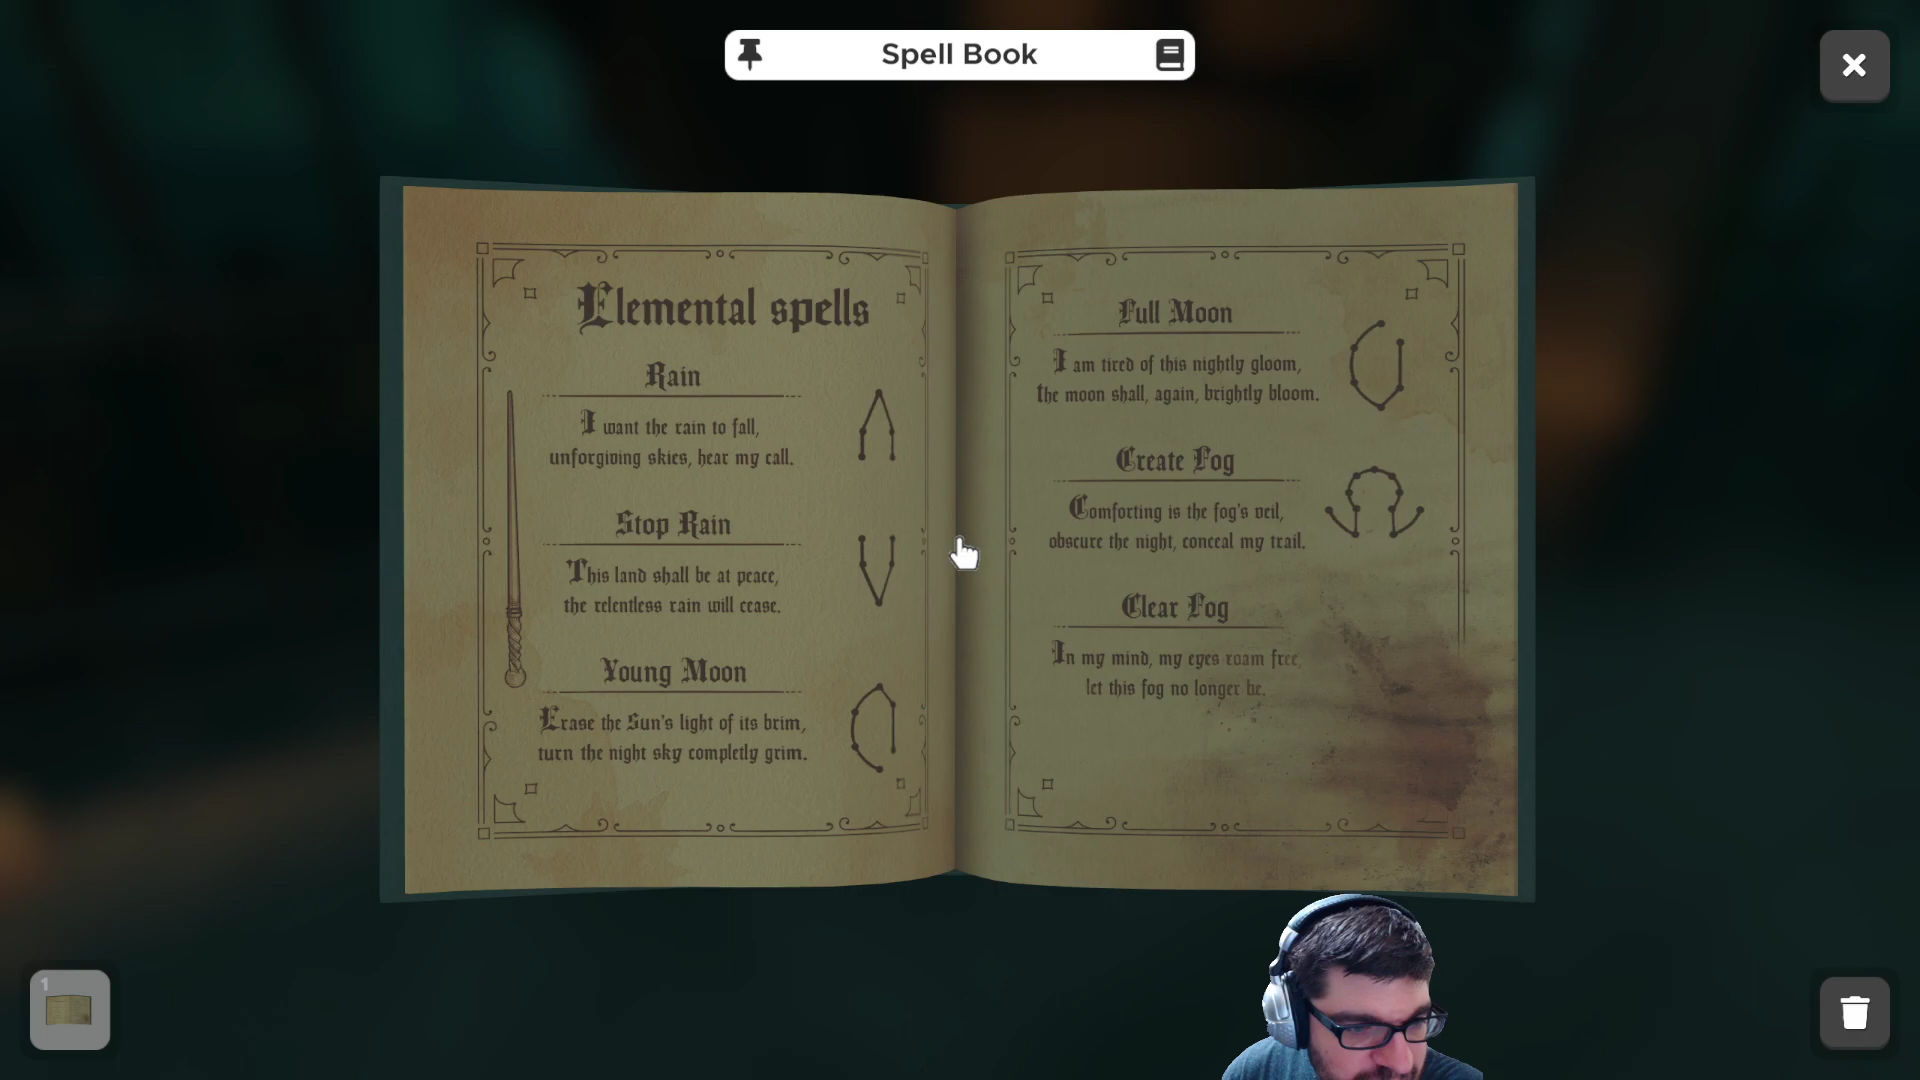 Spell Book
Elemental spells
Rain
I want the rain to fall,
unforgiving skies, hear my call.
Stop Rain
This land shall be at peace,
the relentless rain will cease.
Young Moon
Erase the Sun's light of its brim,
turn the night sky completly grim.
Full Moon
I am tired of this nightly gloom,
the moon shall, again, brightly bloom.
Create Fog
Comforting is the fog's veil,
obscure the night, conceal my trail.
Clear Fog
In my mind, my eyes roam free,
let this fog no longer be.
1